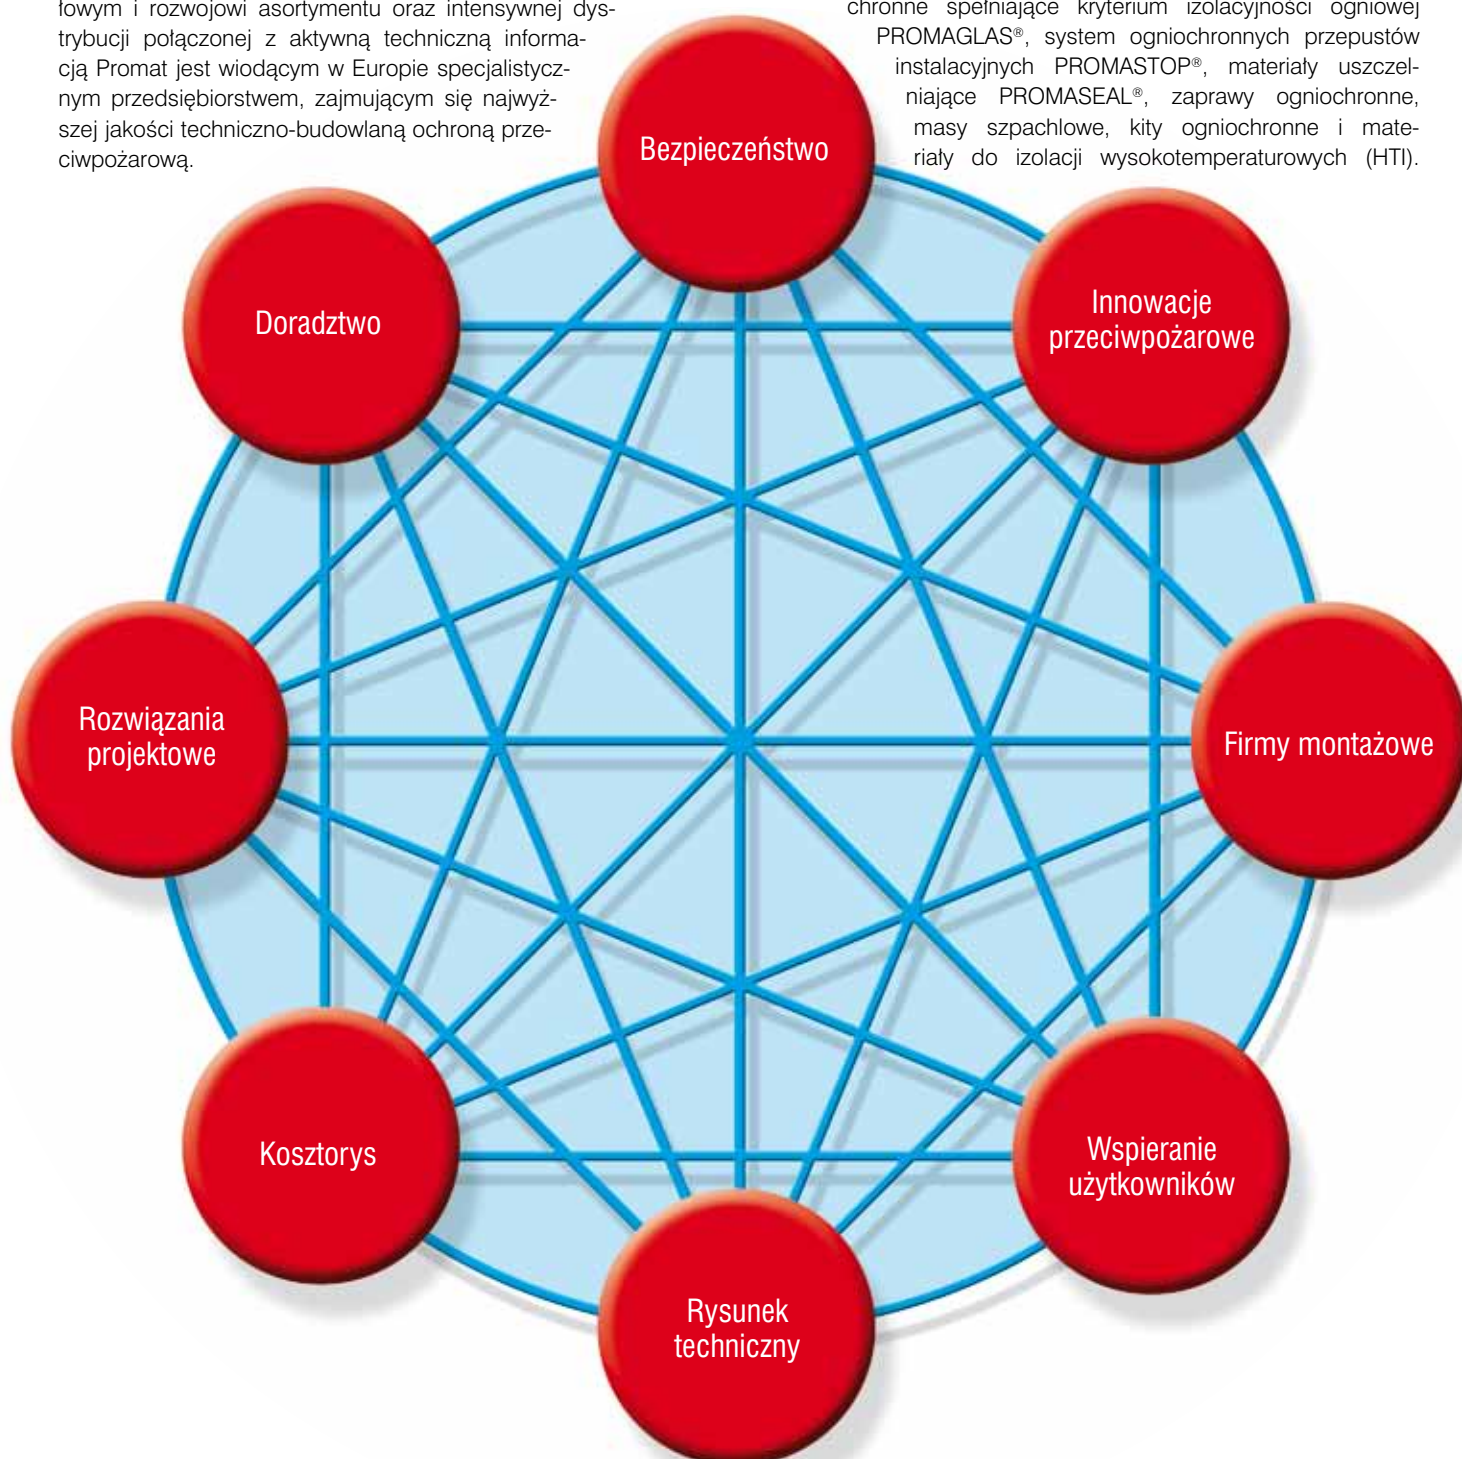 łowym i rozwojowi asortymentu oraz intensywnej dys-
trybucji połączonej z aktywną techniczną informa-
cją Promat jest wiodącym w Europie specjalistycz-
nym przedsiębiorstwem, zajmującym się najwyż-
szej jakości techniczno-budowlaną ochroną prze-
ciwpożarową.
chronne spełniające kryterium izolacyjności ogniowej
PROMAGLAS®, system ogniochronnych przepustów
instalacyjnych PROMASTOP®, materiały uszczel-
niające PROMASEAL®, zaprawy ogniochronne,
masy szpachlowe, kity ogniochronne i mate-
riały do izolacji wysokotemperaturowych (HTI).
Bezpieczeństwo
Doradztwo
Innowacje
przeciwpożarowe
Rozwiązania
projektowe
Firmy montażowe
Kosztorys
Wspieranie
użytkowników
Rysunek
techniczny